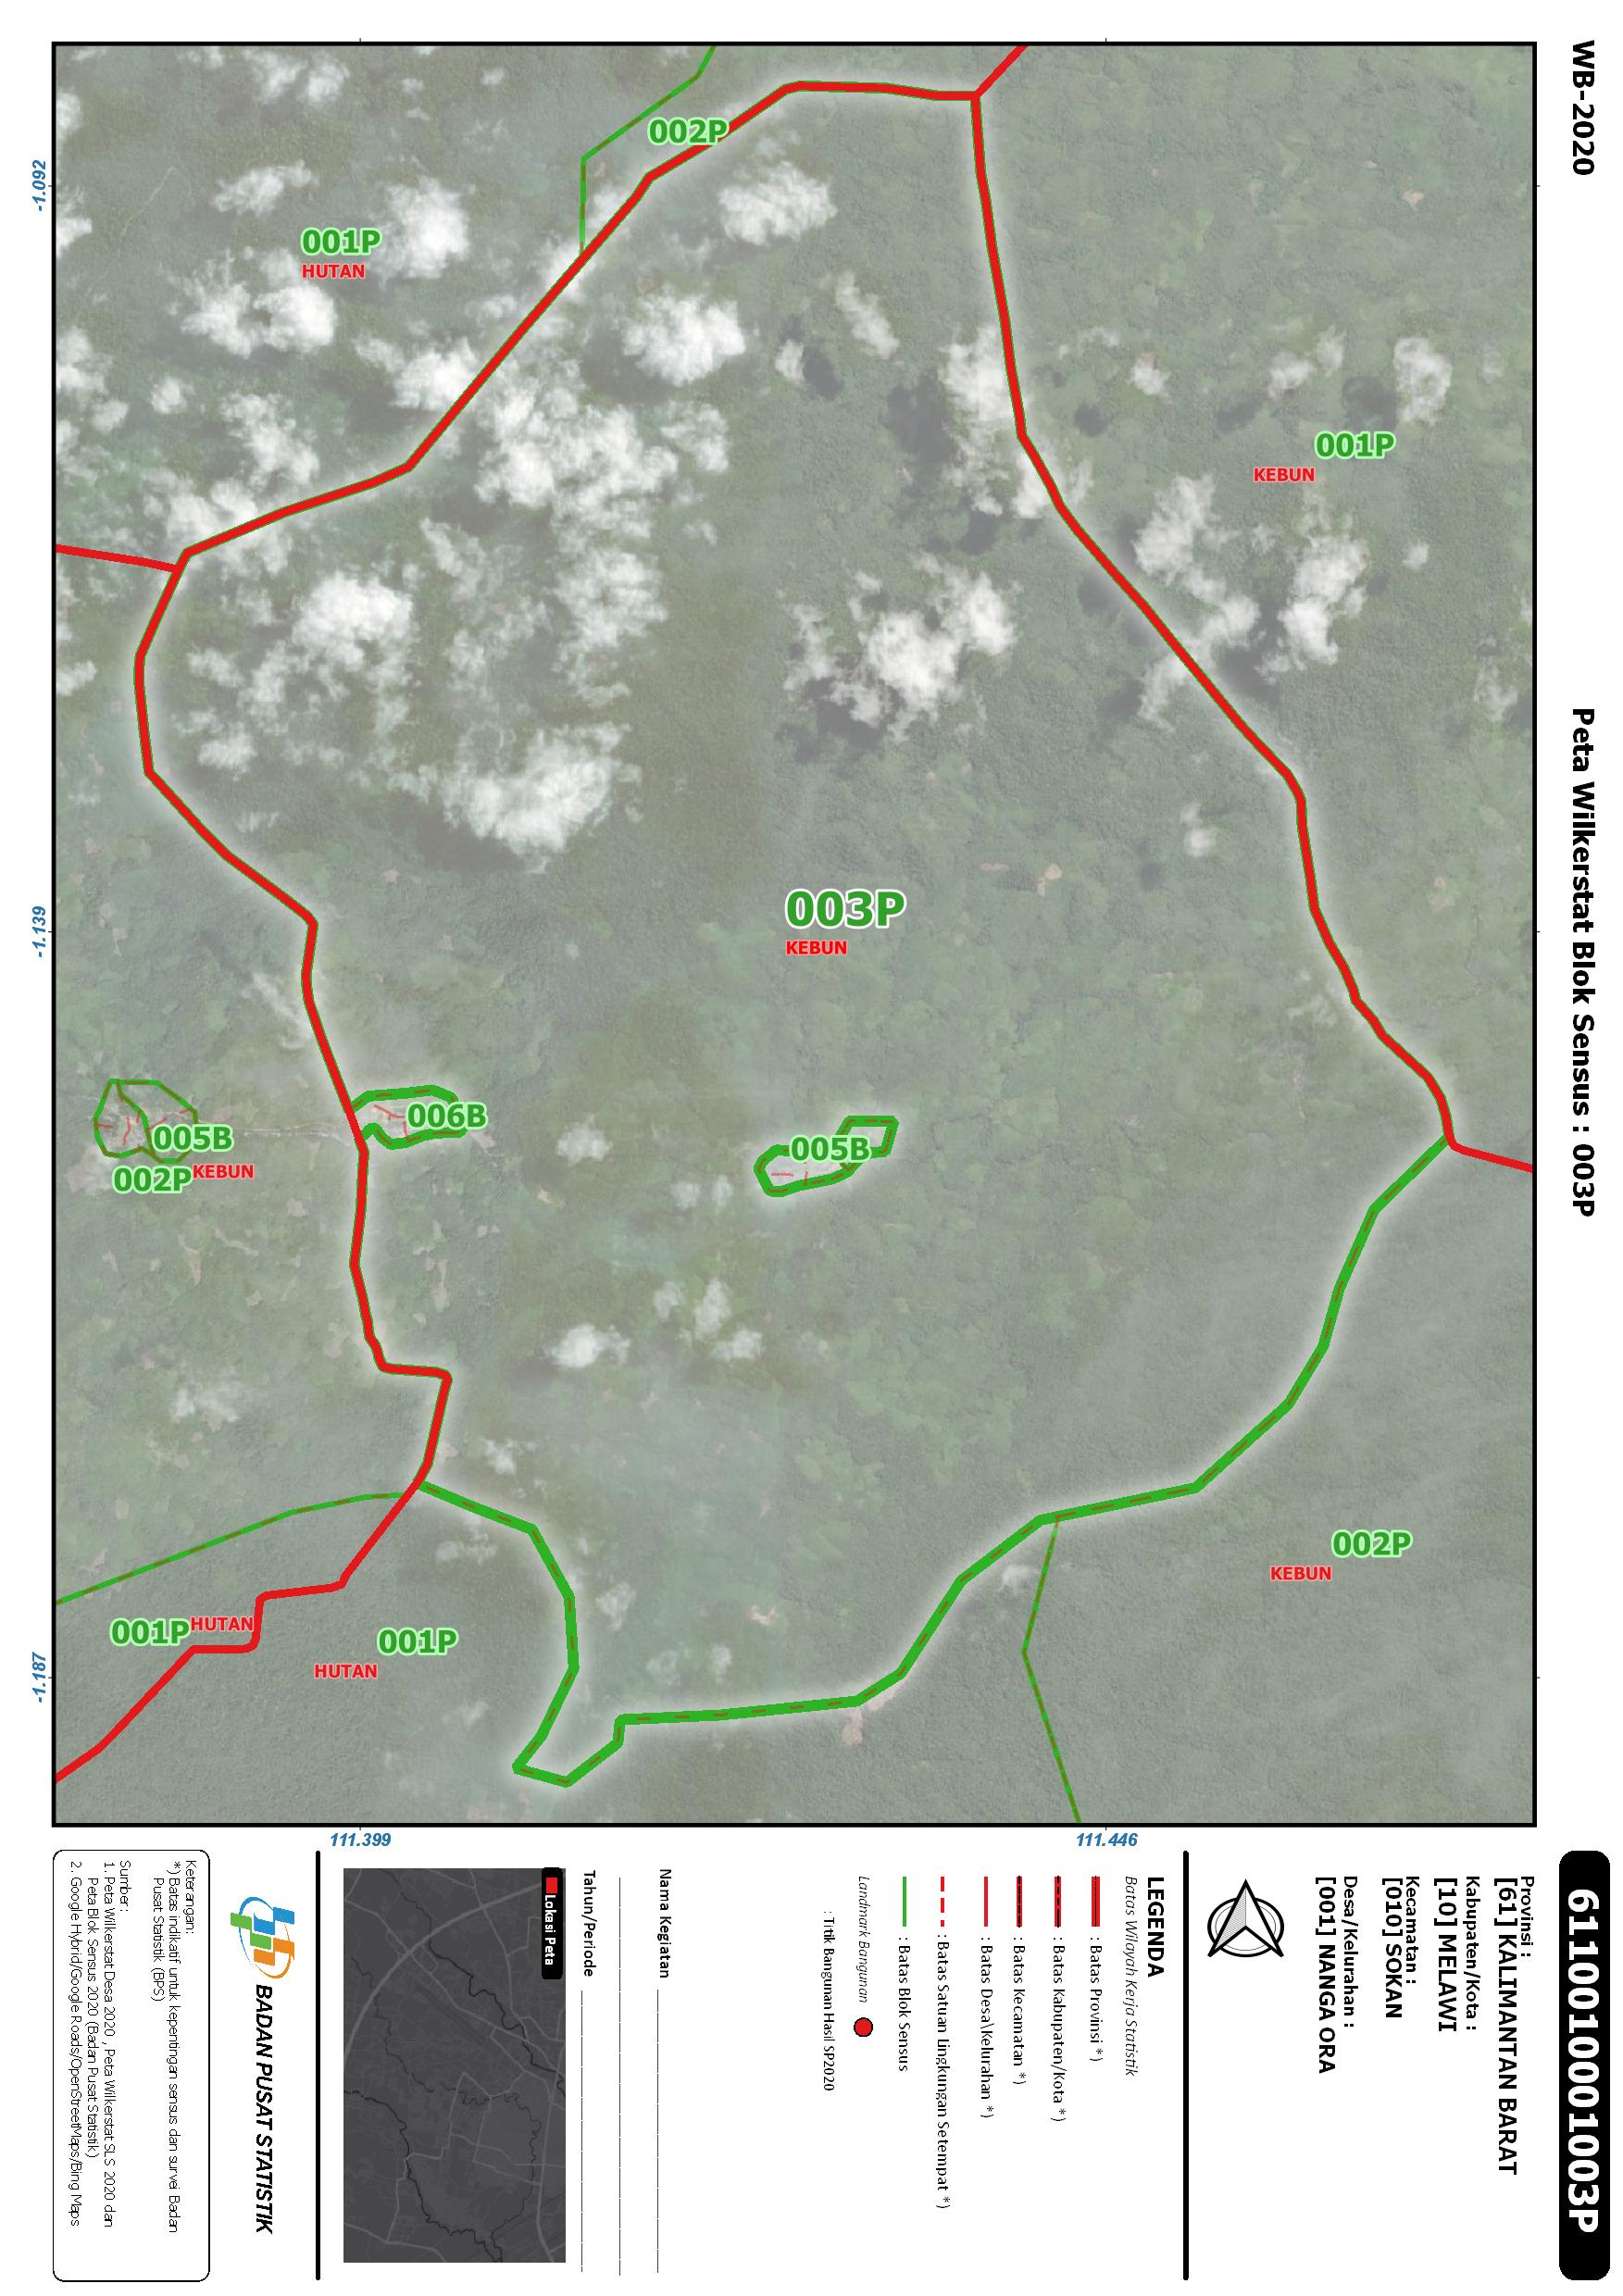 WB-2020
Peta Wilkerstat Blok Sensus : 003P
6110010001003P
-1.092
-1.139
-1.187
111.399
111.446
002P
001P
HUTAN
001P
KEBUN
003P
KEBUN
006B
005B
005B
002P
KEBUN
002P
KEBUN
001P
HUTAN
001P
HUTAN
Provinsi :
[61] KALIMANTAN BARAT
Kabupaten/Kota :
[10] MELAWI
Kecamatan :
[010] SOKAN
Desa/Kelurahan :
[001] NANGA ORA
LEGENDA
Batas Wilayah Kerja Statistik
: Batas Provinsi *)
: Batas Kabupaten/Kota *)
: Batas Kecamatan *)
: Batas Desa\Kelurahan *)
: Batas Satuan Lingkungan Setempat *)
: Batas Blok Sensus
Landmark Bangunan
: Titik Bangunan Hasil SP2020
Nama Kegiatan
Tahun/Periode
Lokasi Peta
BADAN PUSAT STATISTIK
Keterangan:
*) Batas indikatif untuk kepentingan sensus dan survei Badan
Pusat Statistik (BPS)
Sumber :
1. Peta Wilkerstat Desa 2020 , Peta Wilkerstat SLS 2020 dan
Peta Blok Sensus 2020 (Badan Pusat Statistik)
2. Google Hybrid/Google Roads/OpenStreetMaps/Bing Maps